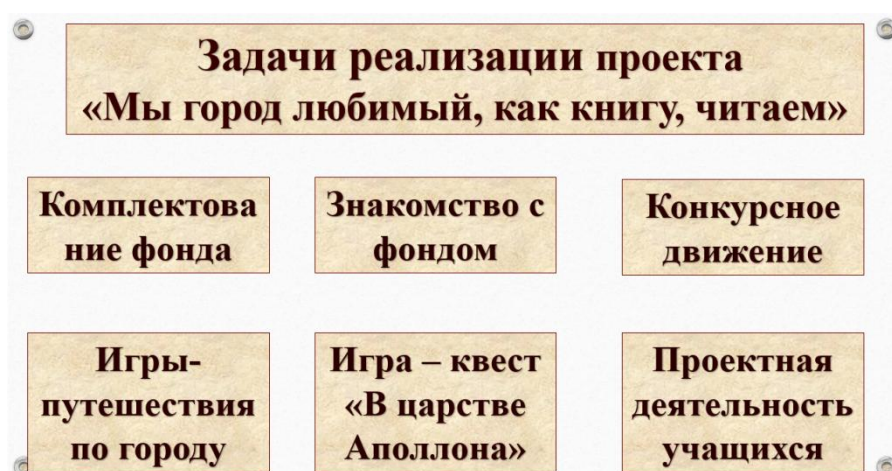 Задачи реализации проекта
«Мы город любимый, как книгу, читаем»
Комплектова
ние фонда
Знакомство с
фондом
Конкурсное
движение
Игры-
путешествия
по городу
Игра – квест
«В царстве
Аполлона»
Проектная
деятельность
учащихся